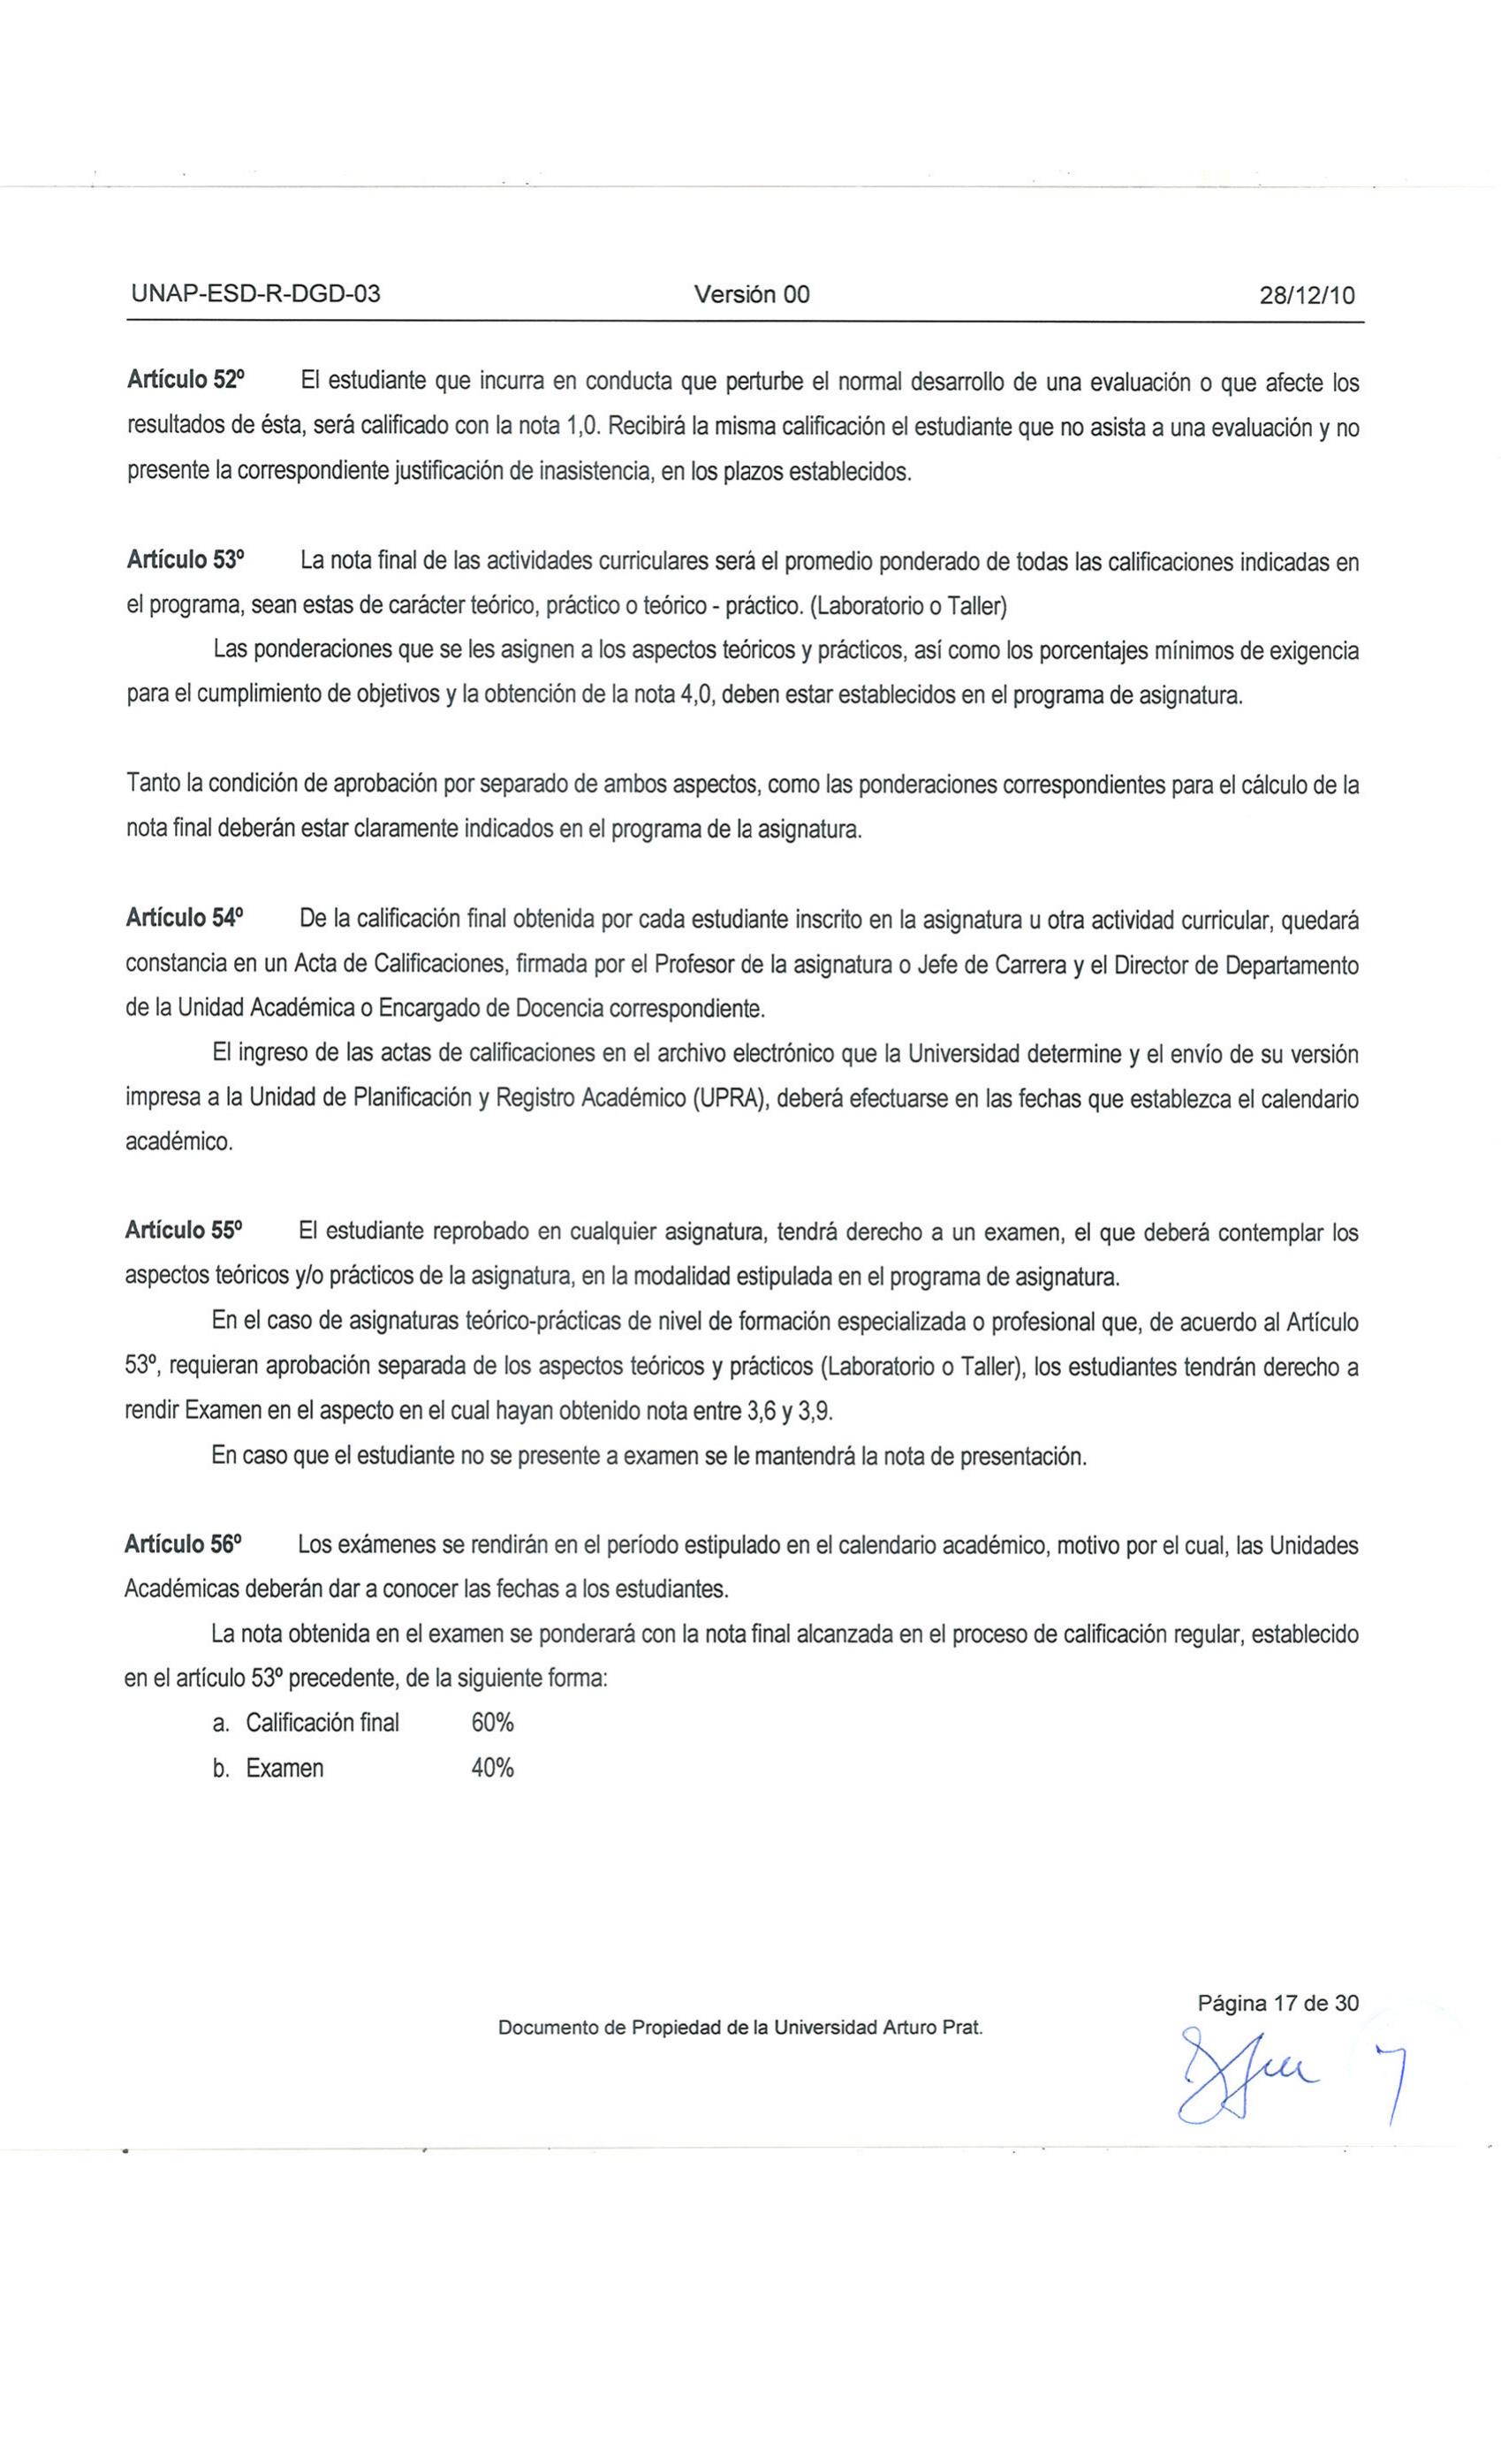 UNAP-ESD-R-DGD-03 Versión 00 28/12/10
Artículo 52º El estudiante que incurra en conducta que perturbe el normal desarrollo de una evaluación o que afecte los
resultados de ésta, será calificado con la nota 1,0. Recibirá la misma calificación el estudiante que no asista a una evaluación y no
presente la correspondiente justificación de inasistencia, en los plazos establecidos.
Artículo 53º La nota final de las actividades curriculares será el promedio ponderado de todas las calificaciones indicadas en
el programa, sean estas de carácter teórico, práctico o teórico - práctico. (Laboratorio o Taller)
Las ponderaciones que se les asignen a los aspectos teóricos y prácticos, así como los porcentajes mínimos de exigencia
para el cumplimiento de objetivos y la obtención de la nota 4,0, deben estar establecidos en el programa de asignatura.
Tanto la condición de aprobación por separado de ambos aspectos, como las ponderaciones correspondientes para el cálculo de la
nota final deberán estar claramente indicados en el programa de la asignatura.
Artículo 54º De la calificación final obtenida por cada estudiante inscrito en la asignatura u otra actividad curricular, quedará
constancia en un Acta de Calificaciones, firmada por el Profesor de la asignatura o Jefe de Carrera y el Director de Departamento
de la Unidad Académica o Encargado de Docencia correspondiente.
El ingreso de las actas de calificaciones en el archivo electrónico que la Universidad determine y el envío de su versión
impresa a la Unidad de Planificación y Registro Académico (UPRA), deberá efectuarse en las fechas que establezca el calendario
académico.
Artículo 55º El estudiante reprobado en cualquier asignatura, tendrá derecho a un examen, el que deberá contemplar los
aspectos teóricos y/o prácticos de la asignatura, en la modalidad estipulada en el programa de asignatura.
En el caso de asignaturas teórico-prácticas de nivel de formación especializada o profesional que, de acuerdo al Artículo
53º, requieran aprobación separada de los aspectos teóricos y prácticos (Laboratorio o Taller), los estudiantes tendrán derecho a
rendir Examen en el aspecto en el cual hayan obtenido nota entre 3,6 y 3,9.
En caso que el estudiante no se presente a examen se le mantendrá la nota de presentación.
Artículo 56º Los exámenes se rendirán en el período estipulado en el calendario académico, motivo por el cual, las Unidades
Académicas deberán dar a conocer las fechas a los estudiantes.
La nota obtenida en el examen se ponderará con la nota final alcanzada en el proceso de calificación regular, establecido
en el artículo 53º precedente, de la siguiente forma:
a. Calificación final 60%
b. Examen 40%
Página 17 de 30
Documento de Propiedad de la Universidad Arturo Prat.